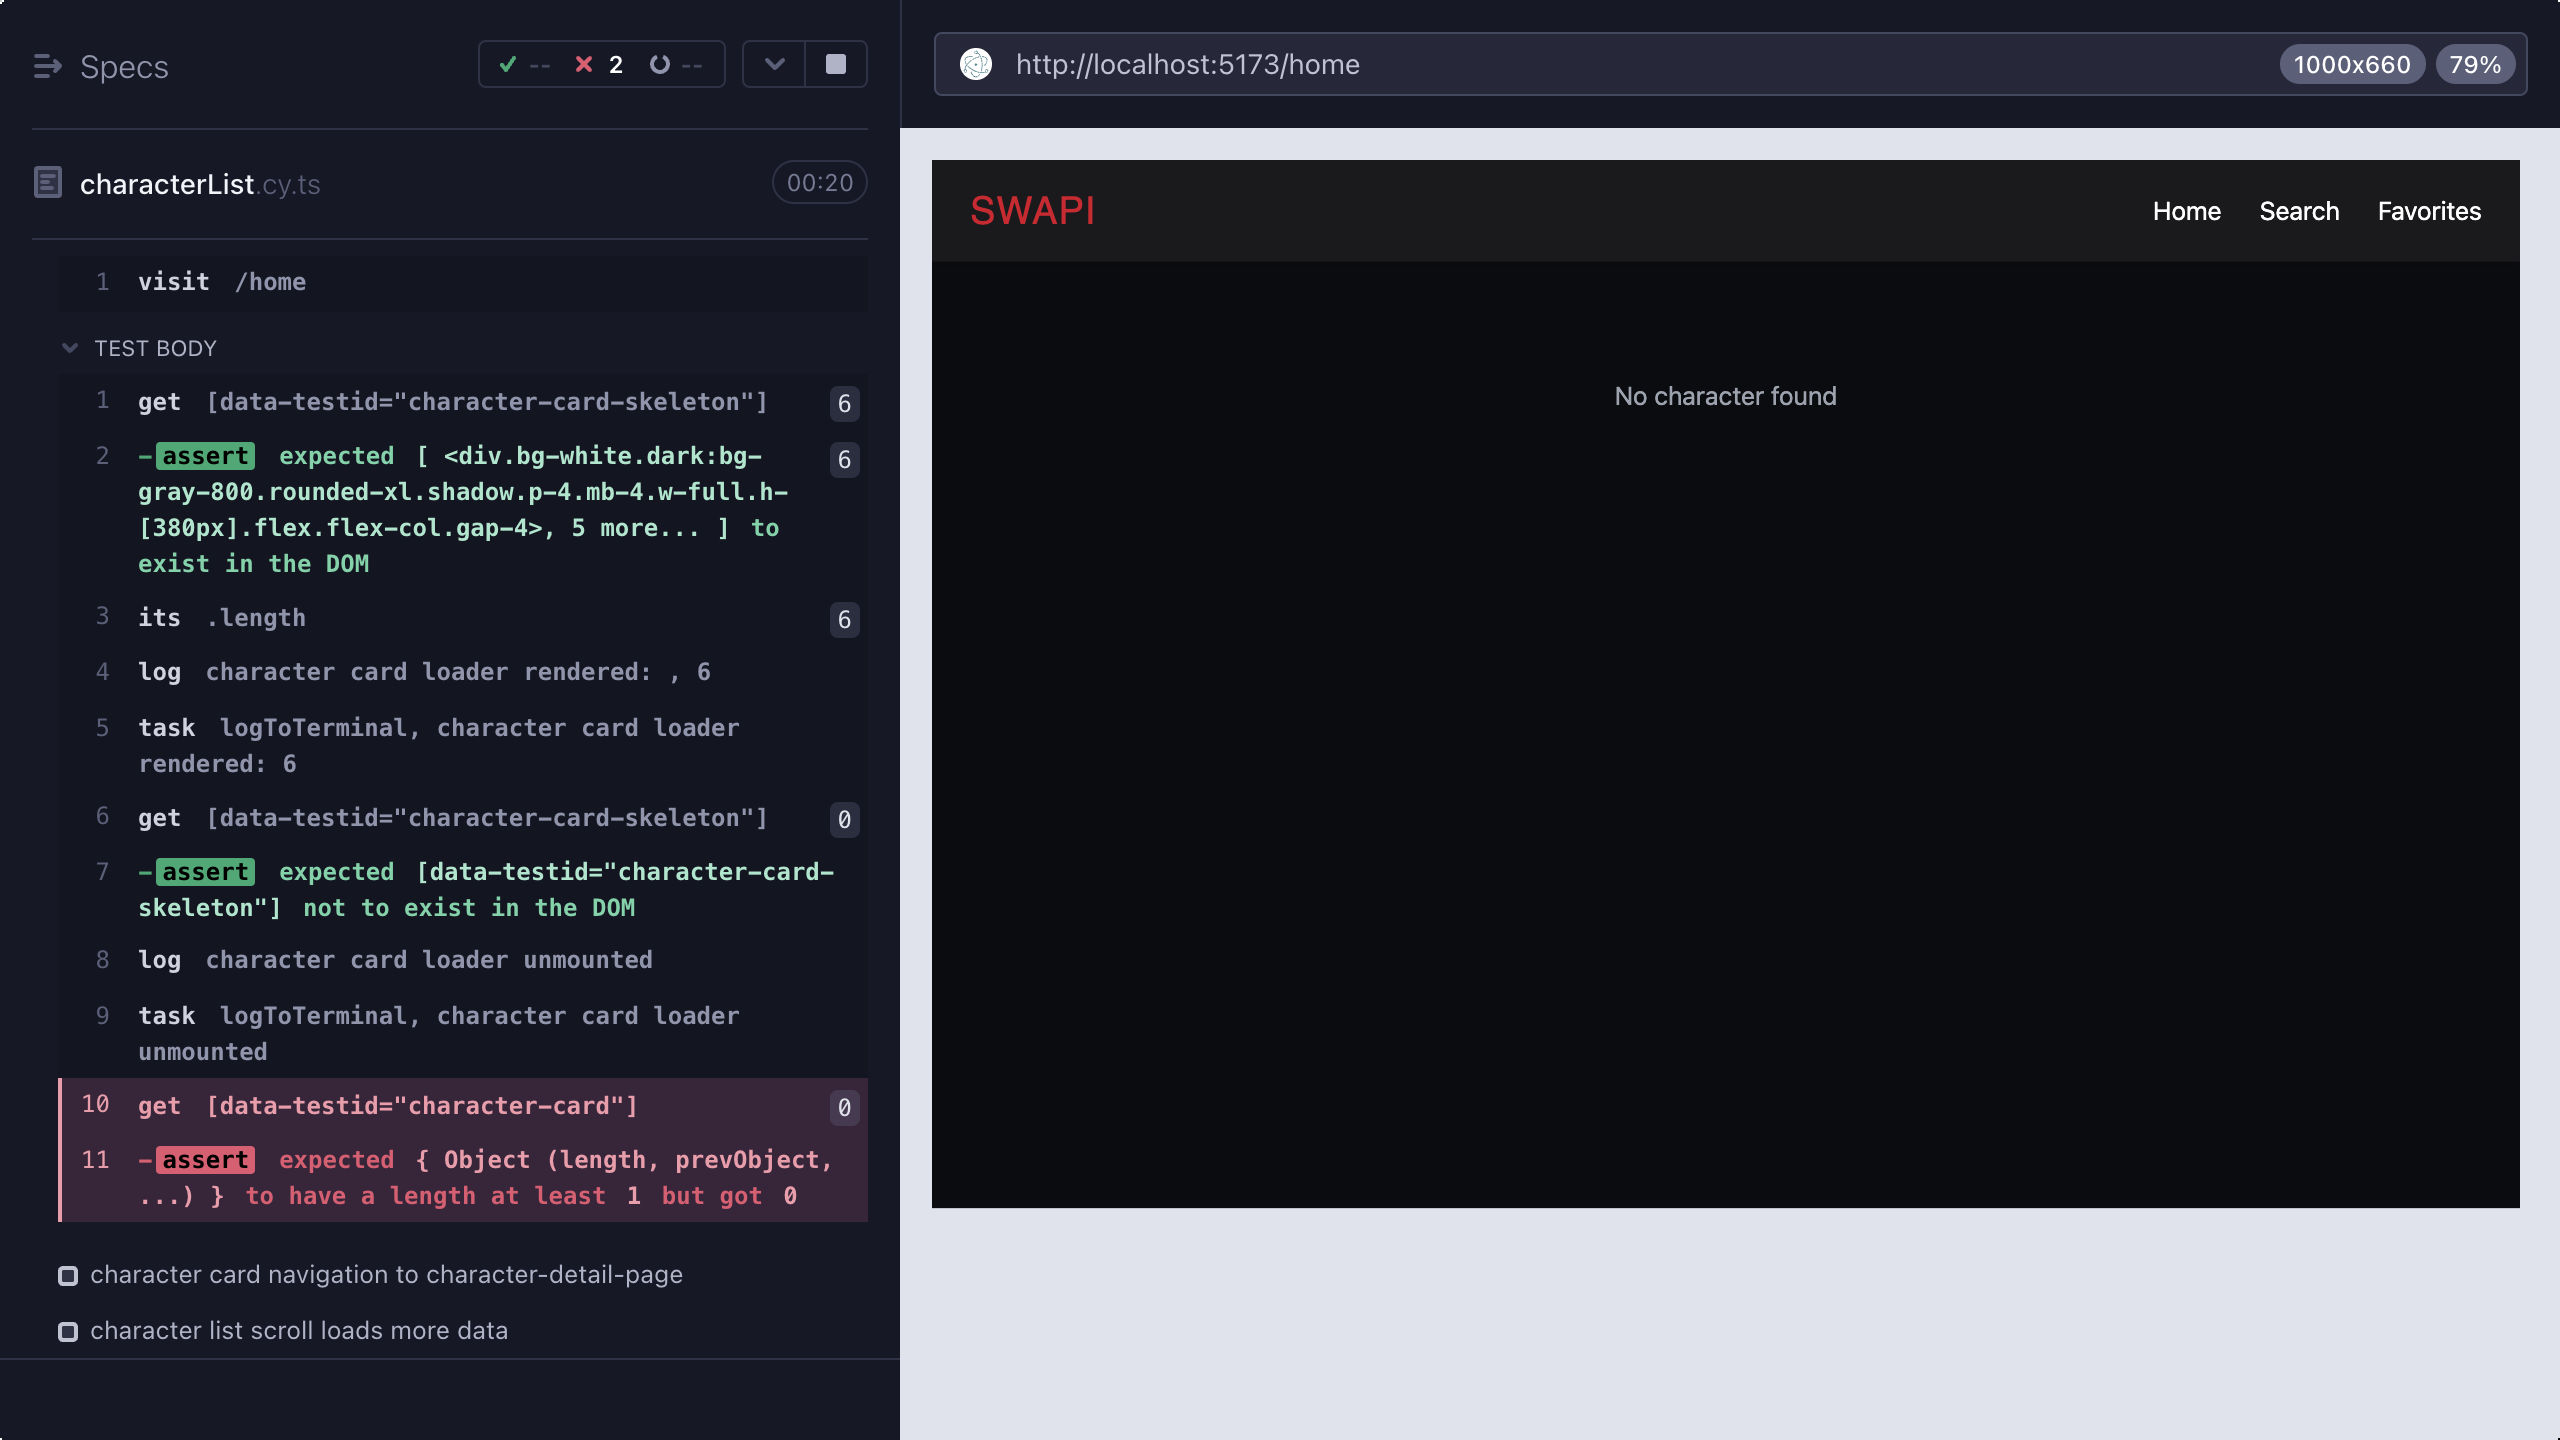 Specs
-- 2 --
characterList.cy.ts
00:20
1 visit /home
TEST BODY
1 get [data-testid="character-card-skeleton"] 6
2 -assert expected [ <div.bg-white.dark:bg- 6
gray-800.rounded-xl.shadow.p-4.mb-4.w-full.h-
[380px].flex.flex-col.gap-4>, 5 more... ] to
exist in the DOM
3 its .length 6
4 log character card loader rendered: , 6
5 task logToTerminal, character card loader
rendered: 6
6 get [data-testid="character-card-skeleton"] 0
7 -assert expected [data-testid="character-card-
skeleton"] not to exist in the DOM
8 log character card loader unmounted
9 task logToTerminal, character card loader
unmounted
10 get [data-testid="character-card"] 0
11 -assert expected { Object (length, prevObject,
...) } to have a length at least 1 but got 0
character card navigation to character-detail-page
character list scroll loads more data
http://localhost:5173/home
1000x660 79%
SWAPI
Home Search Favorites
No character found